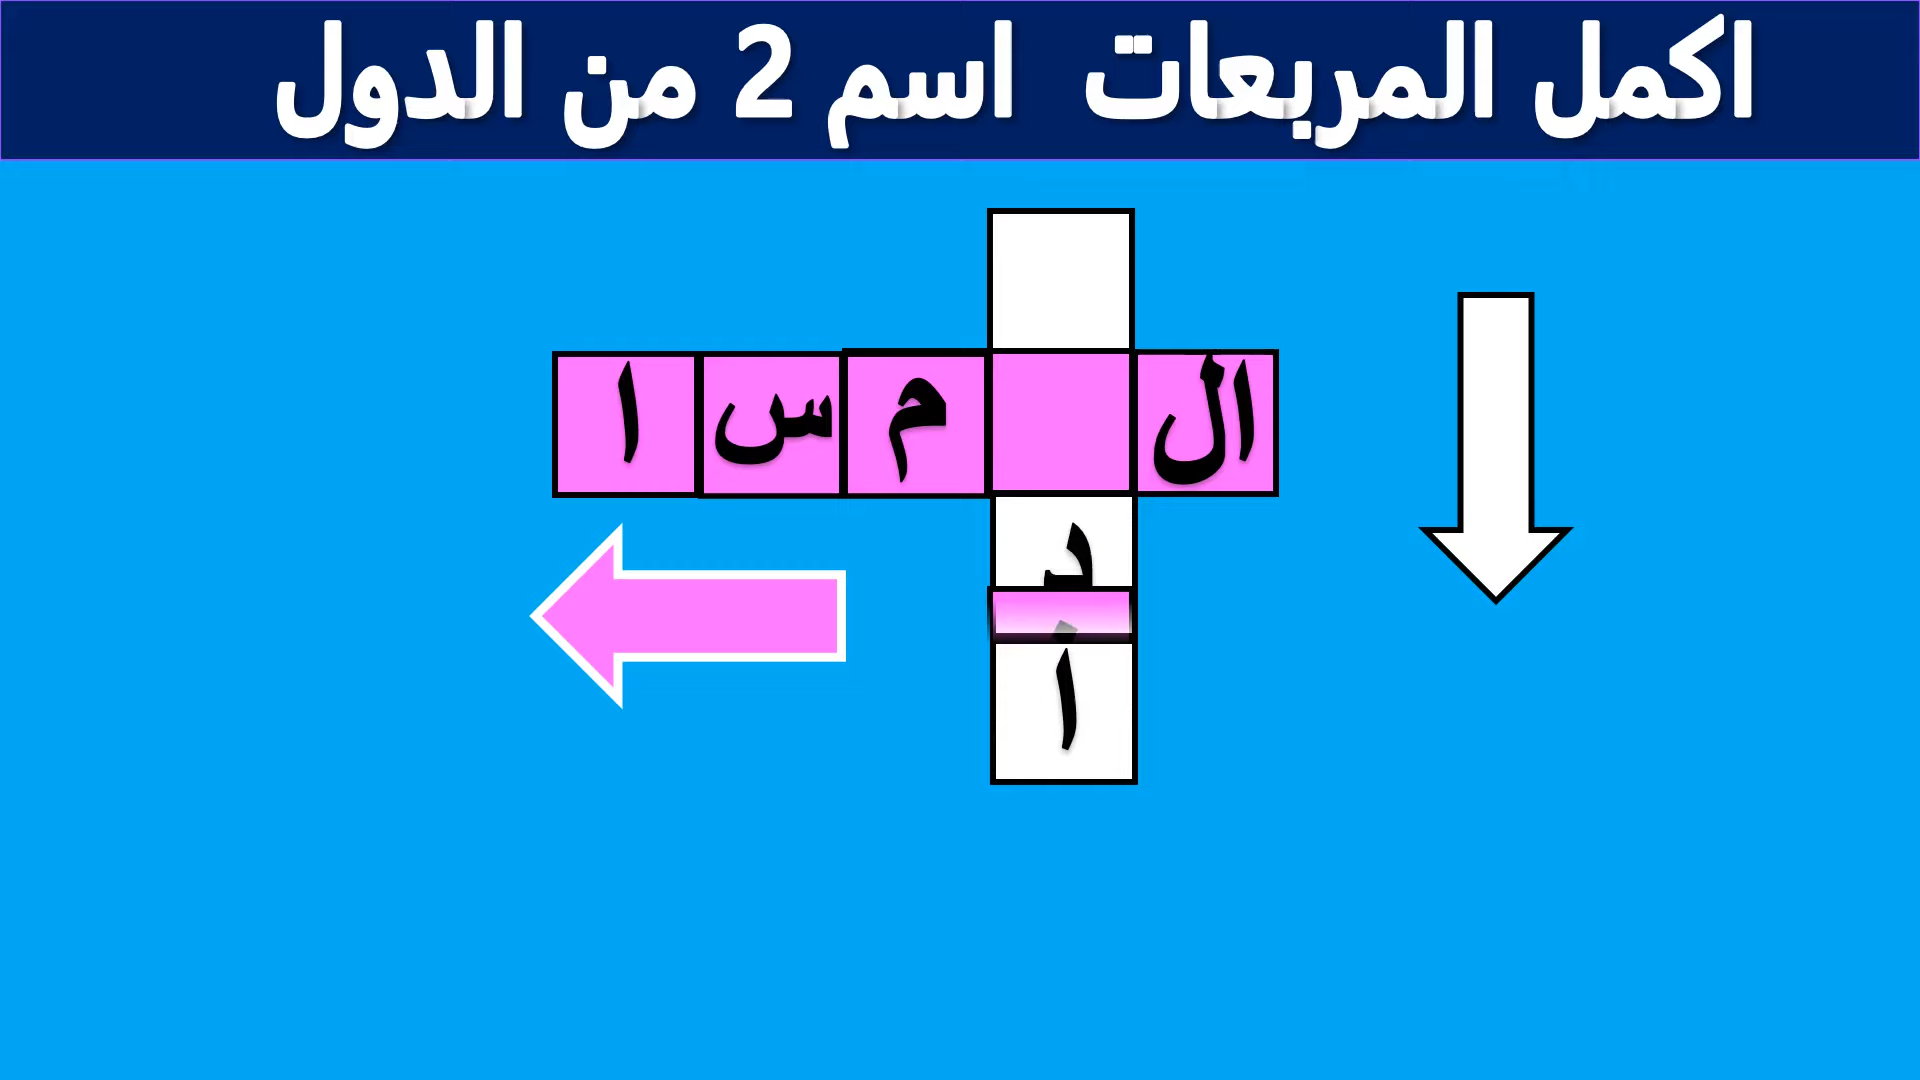 اكمل المربعات اسم 2 من الدول
ال م س ا
د
ا